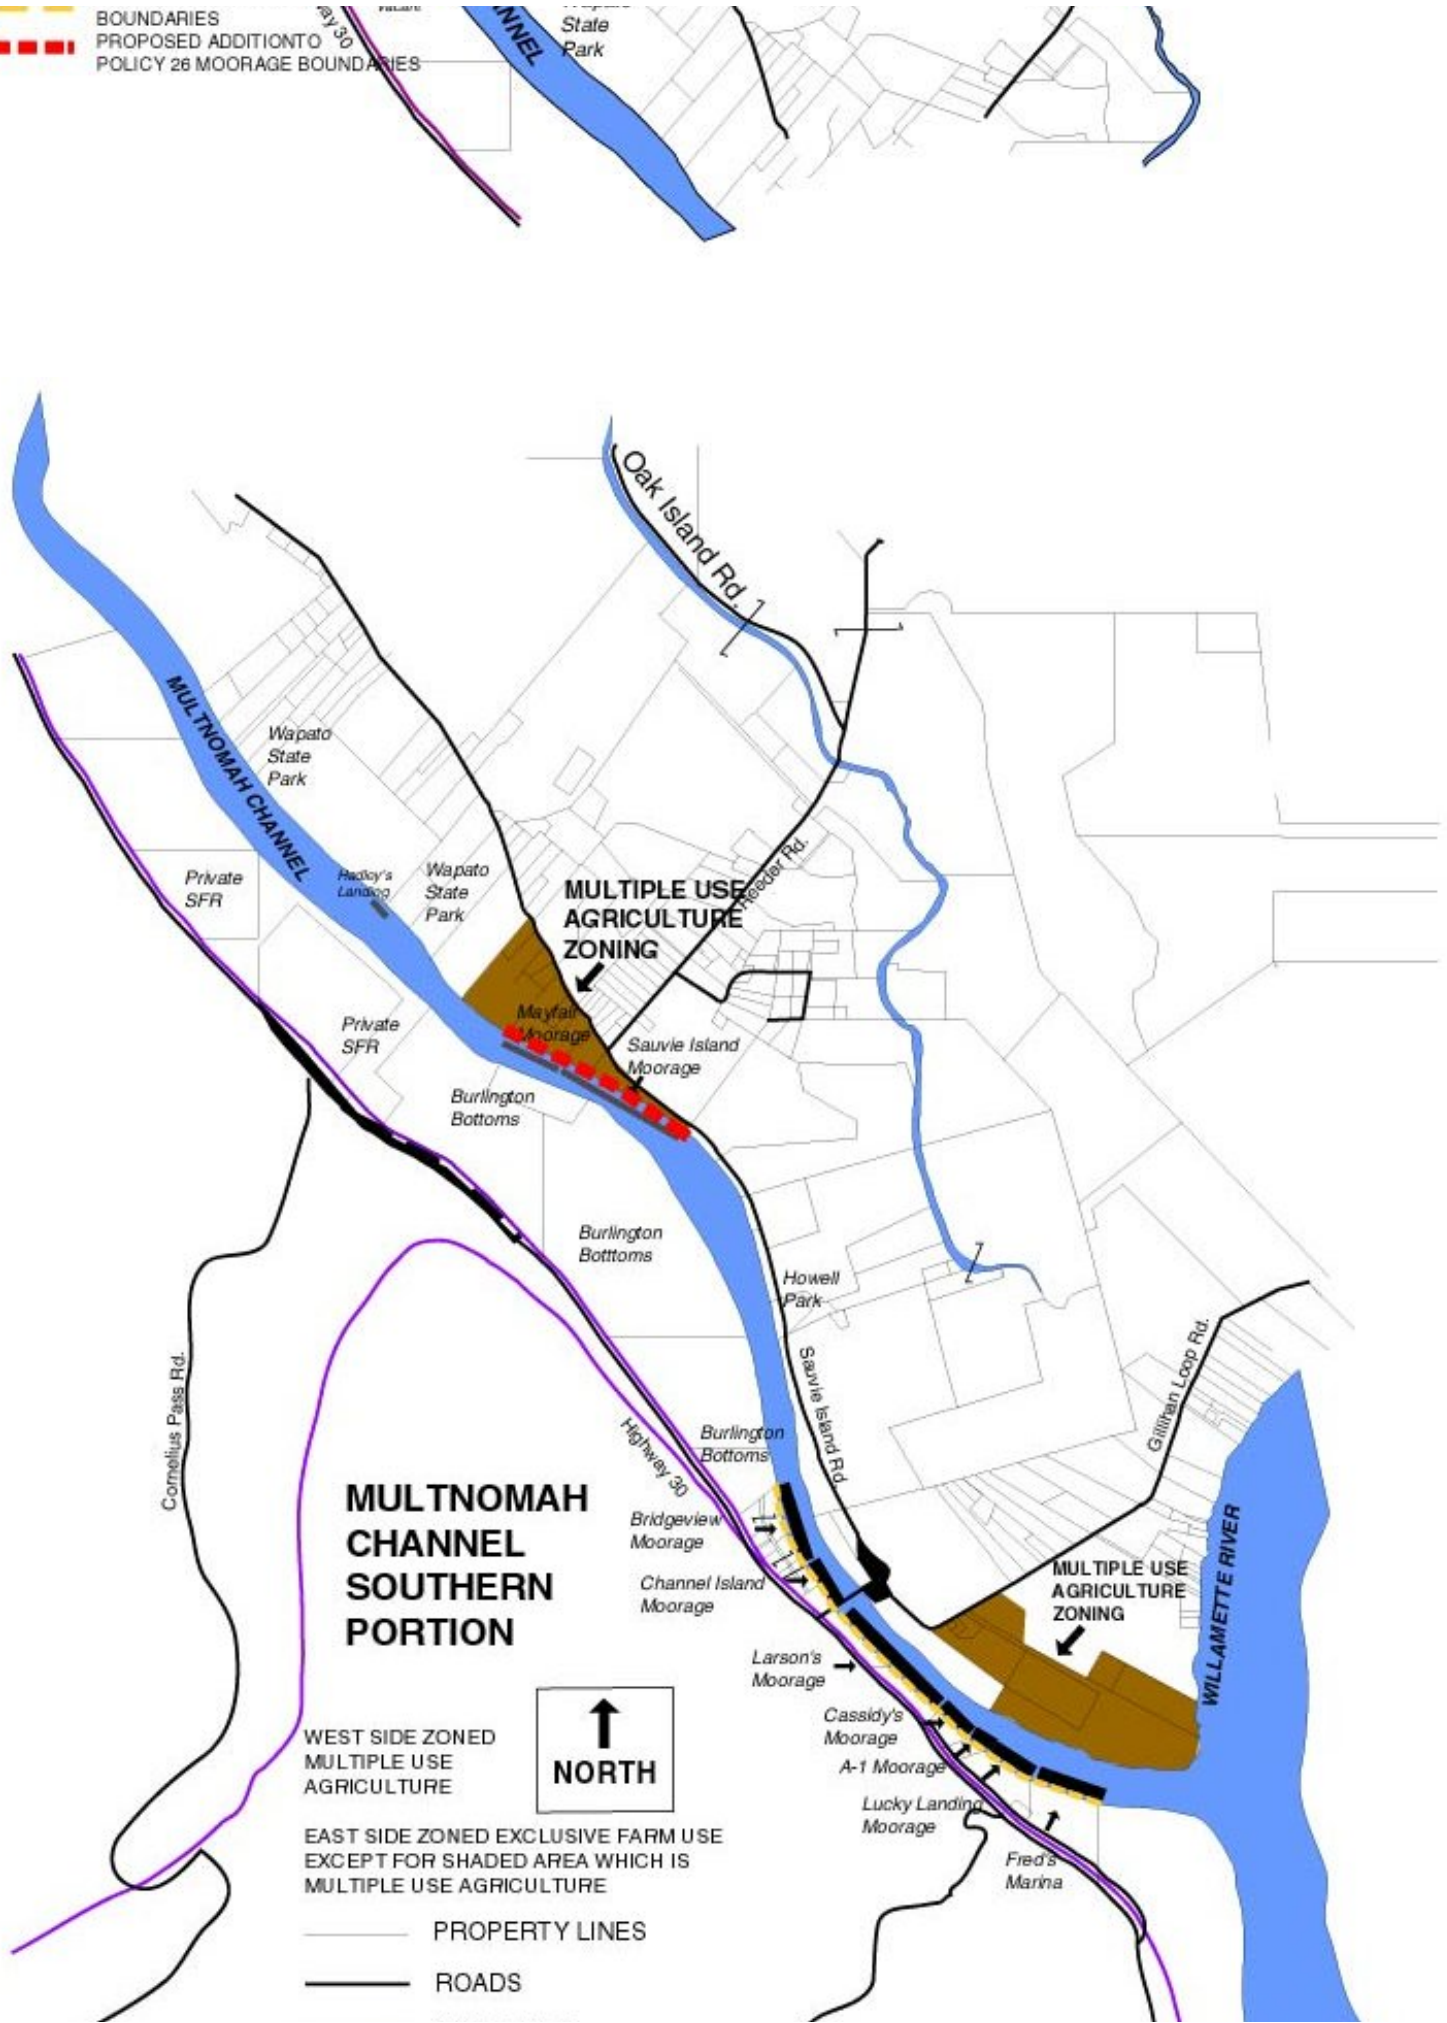 BOUNDARIES
PROPOSED ADDITIONTO
POLICY 26 MOORAGE BOUNDARIES
State
Park
Oak Island Rd.
MULTNOMAH CHANNEL
Wapato
State
Park
Private
SFR
Hadley's
Landing
Wapato
State
Park
MULTIPLE USE
AGRICULTURE
ZONING
Reeder Rd.
Mayfair
Moorage
Private
SFR
Sauvie Island
Moorage
Burlington
Bottoms
Burlington
Botttoms
Howell
Park
Sauvie Island Rd.
Gillihan Loop Rd.
Cornelius Pass Rd.
Highway 30
Burlington
Bottoms
MULTNOMAH
CHANNEL
SOUTHERN
PORTION
Bridgeview
Moorage
Channel Island
Moorage
MULTIPLE USE
AGRICULTURE
ZONING
WILLAMETTE RIVER
Larson's
Moorage
Cassidy's
Moorage
A-1 Moorage
Lucky Landing
Moorage
Fred's
Marina
NORTH
WEST SIDE ZONED
MULTIPLE USE
AGRICULTURE
EAST SIDE ZONED EXCLUSIVE FARM USE
EXCEPT FOR SHADED AREA WHICH IS
MULTIPLE USE AGRICULTURE
PROPERTY LINES
ROADS